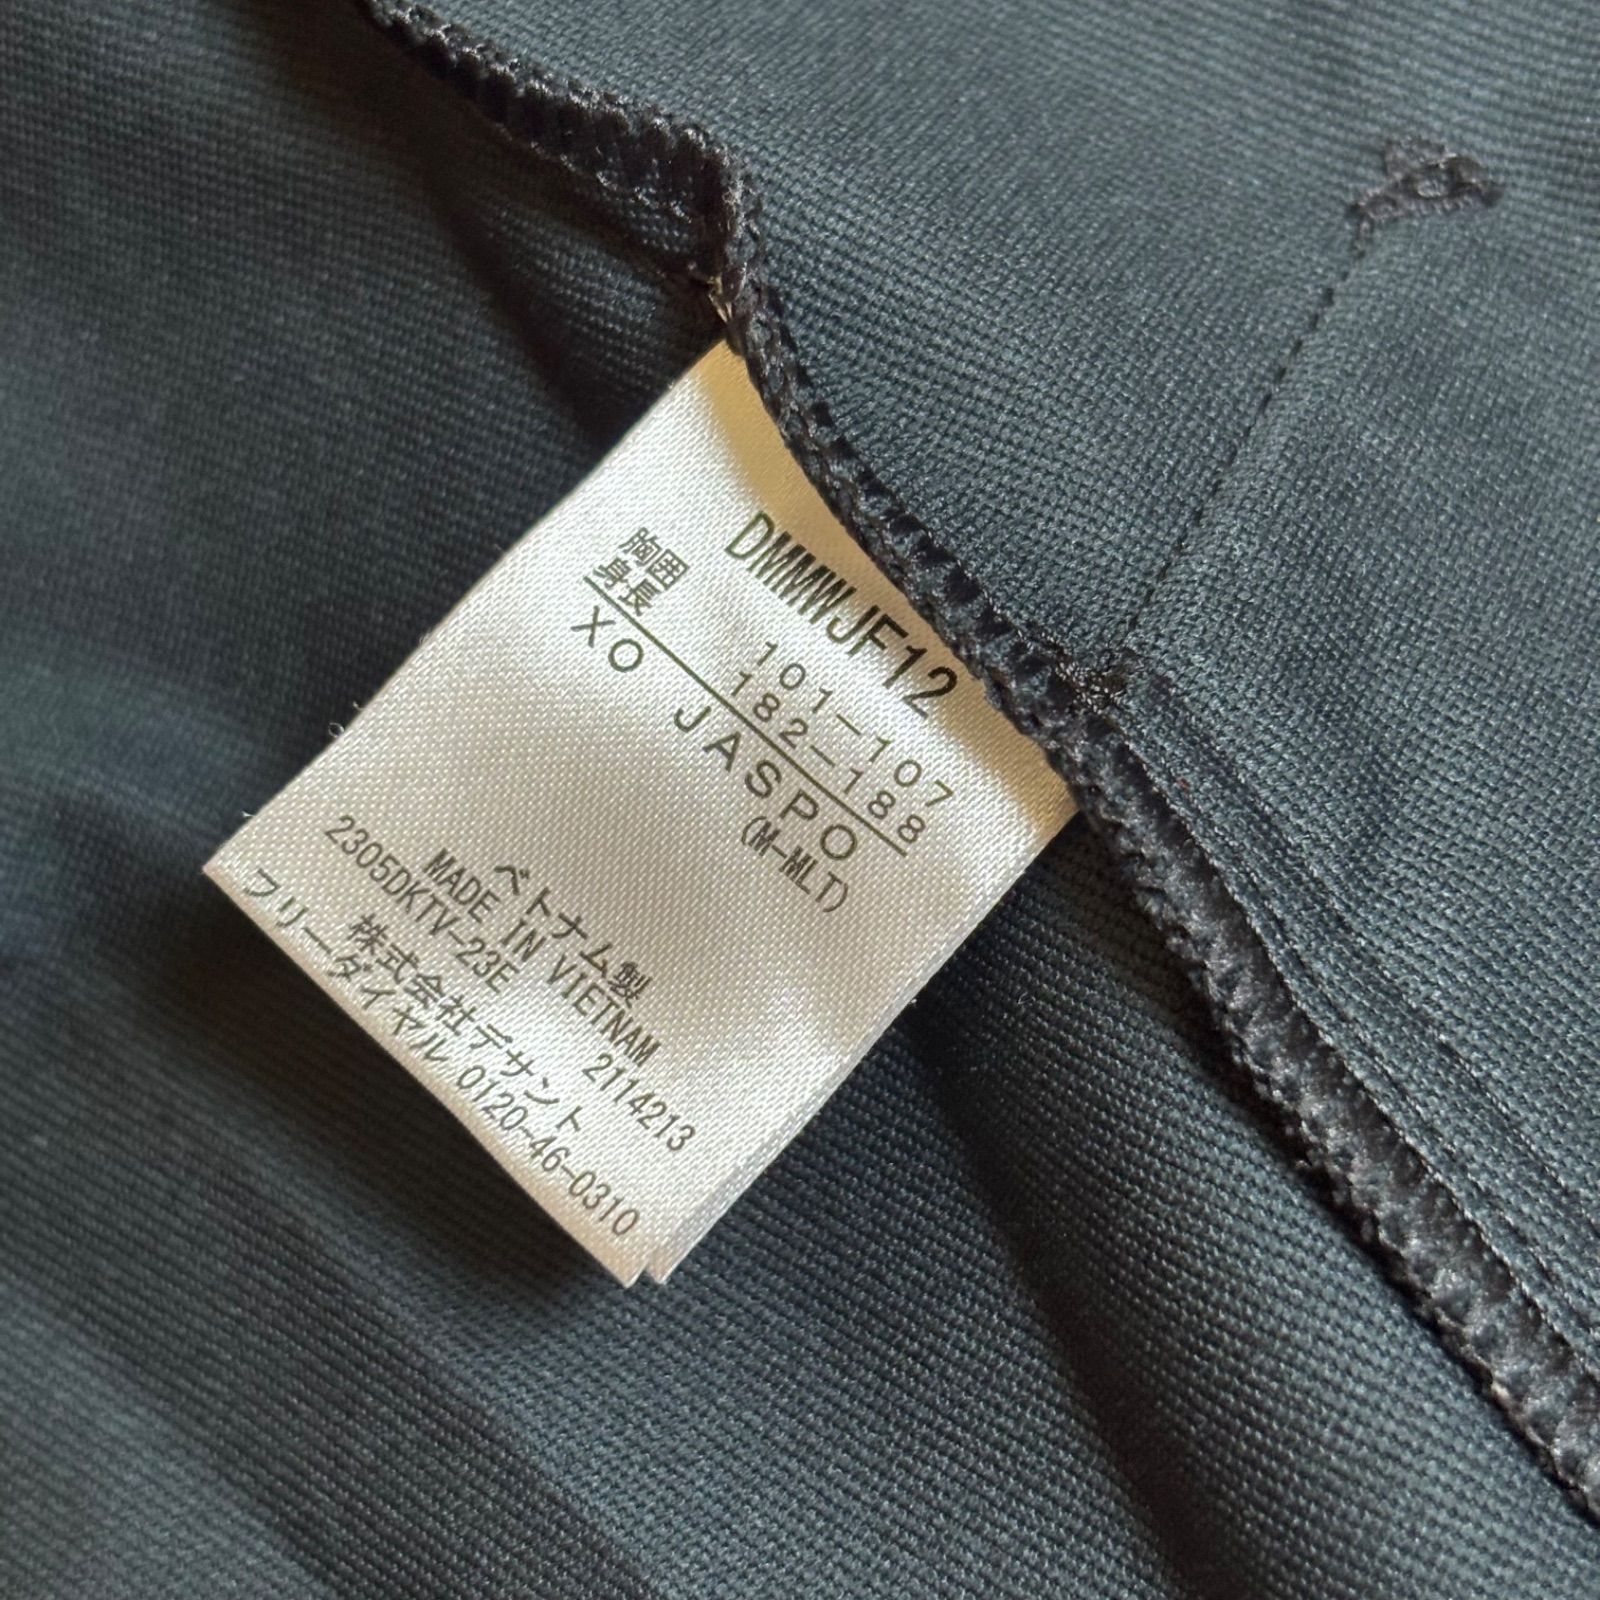 DMMWJF12
胸囲 101-107
身長 182-188
XO JASPO
(M-MLT)
ベトナム製
MADE IN VIETNAM
2305DKTV-23E 2114213
株式会社デサント
フリーダイヤル 0120-46-0310